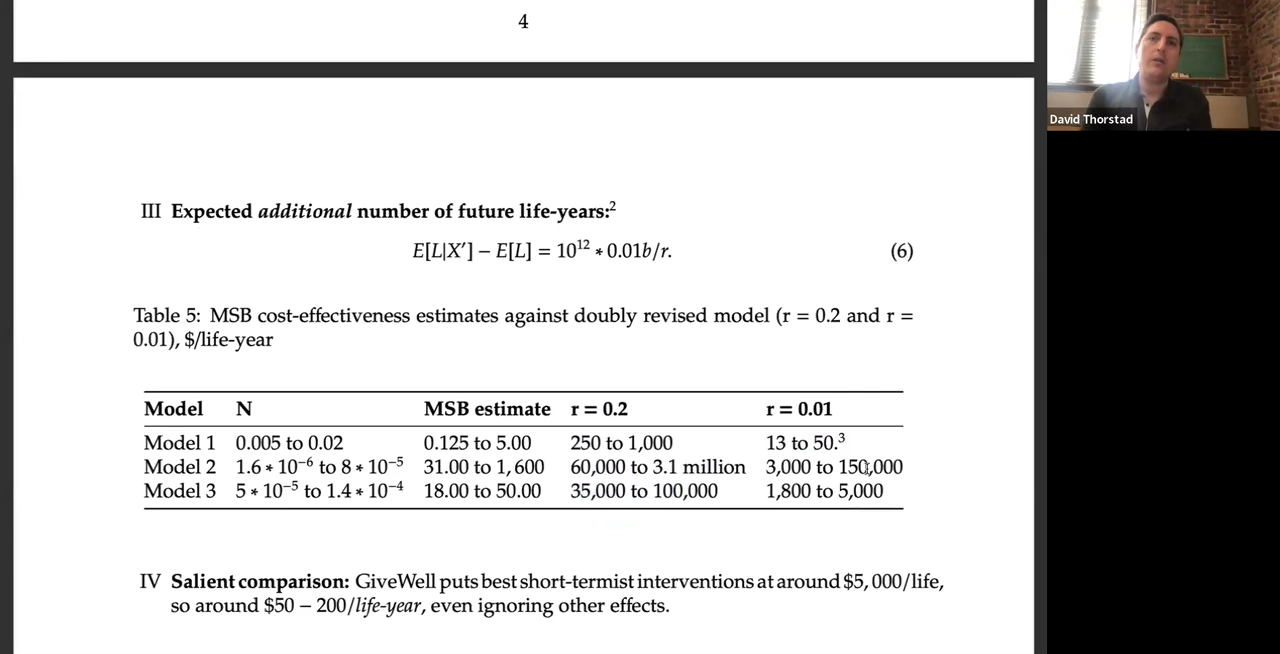 4
III Expected additional number of future life-years:²
E[L|X′] − E[L] = 10¹² ∗ 0.01b/r. (6)
Table 5: MSB cost-effectiveness estimates against doubly revised model (r = 0.2 and r =
0.01), $/life-year
Model N MSB estimate r = 0.2 r = 0.01
Model 1 0.005 to 0.02 0.125 to 5.00 250 to 1,000 13 to 50.³
Model 2 1.6 ∗ 10⁻⁶ to 8 ∗ 10⁻⁵ 31.00 to 1,600 60,000 to 3.1 million 3,000 to 150,000
Model 3 5 ∗ 10⁻⁵ to 1.4 ∗ 10⁻⁴ 18.00 to 50.00 35,000 to 100,000 1,800 to 5,000
IV Salient comparison: GiveWell puts best short-termist interventions at around $5,000/life,
so around $50 − 200/life-year, even ignoring other effects.
David Thorstad